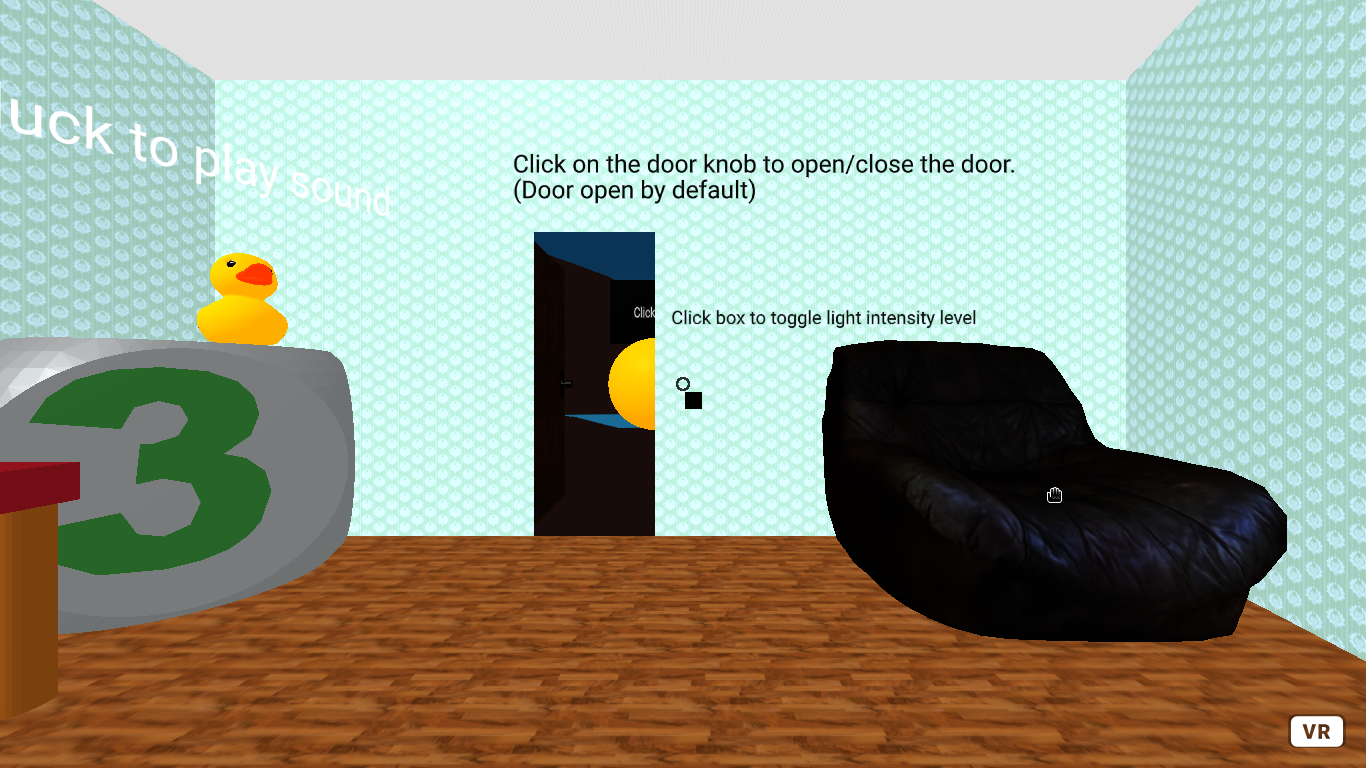 to play sound
Click on the door knob to open/close the door.
(Door open by default)
Click
Click box to toggle light intensity level
3
VR